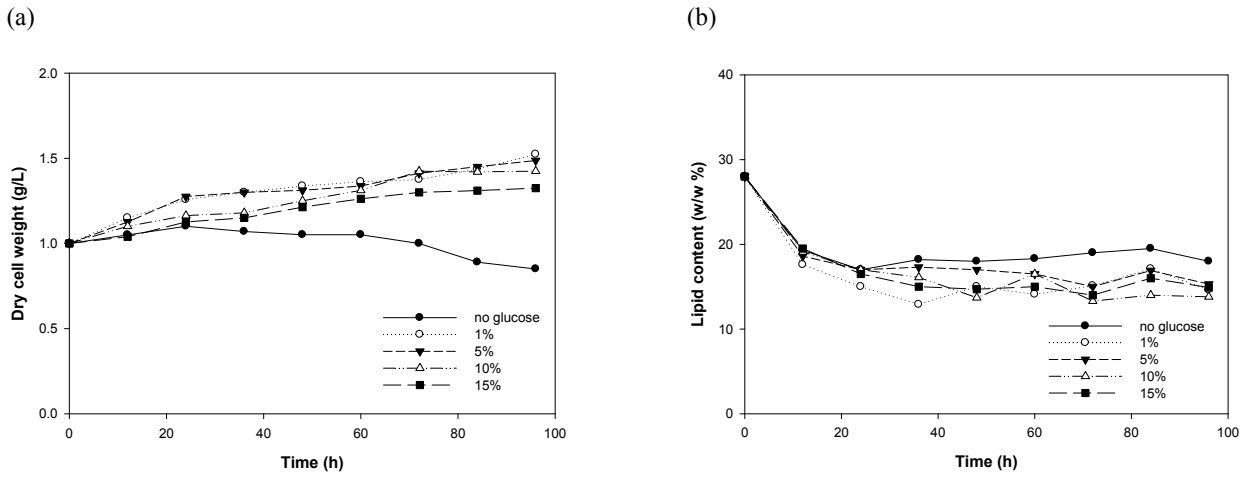 (a)
(b)
2.0
1.5
1.0
0.5
0.0
Dry cell weight (g/L)
0 20 40 60 80 100
Time (h)
no glucose
1%
5%
10%
15%
40
30
20
10
0
Lipid content (w/w %)
0 20 40 60 80 100
Time (h)
no glucose
1%
5%
10%
15%